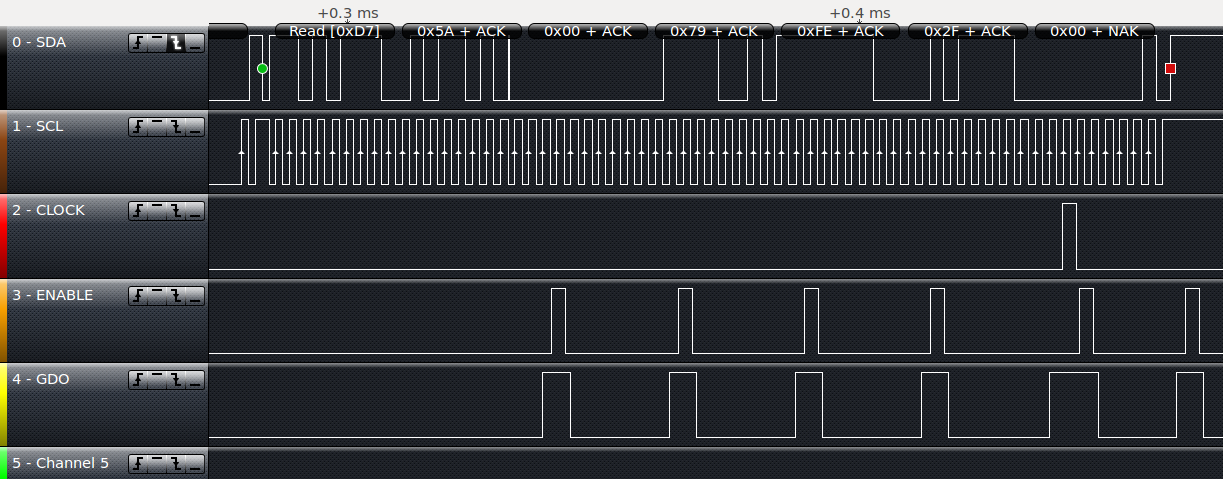 +0.3 ms +0.4 ms
Read [0xD7] 0x5A + ACK 0x00 + ACK 0x79 + ACK 0xFE + ACK 0x2F + ACK 0x00 + NAK
0 - SDA
1 - SCL
2 - CLOCK
3 - ENABLE
4 - GDO
5 - Channel 5